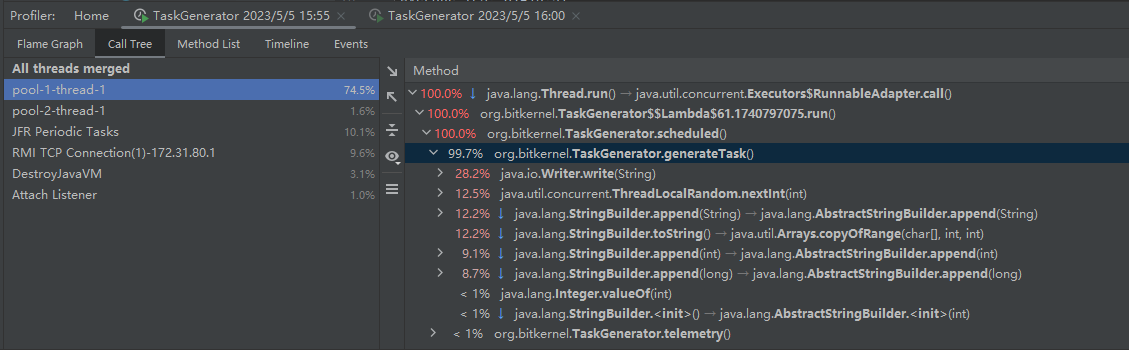 Profiler: Home TaskGenerator 2023/5/5 15:55 TaskGenerator 2023/5/5 16:00
Flame Graph Call Tree Method List Timeline Events
All threads merged
pool-1-thread-1 74.5%
pool-2-thread-1 1.6%
JFR Periodic Tasks 10.1%
RMI TCP Connection(1)-172.31.80.1 9.6%
DestroyJavaVM 3.1%
Attach Listener 1.0%
Method
100.0% ↓ java.lang.Thread.run() → java.util.concurrent.Executors$RunnableAdapter.call()
100.0% org.bitkernel.TaskGenerator$$Lambda$61.1740797075.run()
100.0% org.bitkernel.TaskGenerator.scheduled()
99.7% org.bitkernel.TaskGenerator.generateTask()
28.2% java.io.Writer.write(String)
12.5% java.util.concurrent.ThreadLocalRandom.nextInt(int)
12.2% ↓ java.lang.StringBuilder.append(String) → java.lang.AbstractStringBuilder.append(String)
12.2% ↓ java.lang.StringBuilder.toString() → java.util.Arrays.copyOfRange(char[], int, int)
9.1% ↓ java.lang.StringBuilder.append(int) → java.lang.AbstractStringBuilder.append(int)
8.7% ↓ java.lang.StringBuilder.append(long) → java.lang.AbstractStringBuilder.append(long)
< 1% java.lang.Integer.valueOf(int)
< 1% ↓ java.lang.StringBuilder.<init>() → java.lang.AbstractStringBuilder.<init>(int)
< 1% org.bitkernel.TaskGenerator.telemetry()